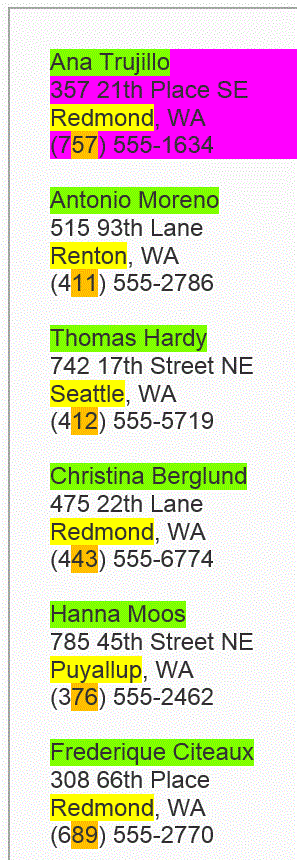 Ana Trujillo
357 21th Place SE
Redmond, WA
(757) 555-1634
Antonio Moreno
515 93th Lane
Renton, WA
(411) 555-2786
Thomas Hardy
742 17th Street NE
Seattle, WA
(412) 555-5719
Christina Berglund
475 22th Lane
Redmond, WA
(443) 555-6774
Hanna Moos
785 45th Street NE
Puyallup, WA
(376) 555-2462
Frederique Citeaux
308 66th Place
Redmond, WA
(689) 555-2770